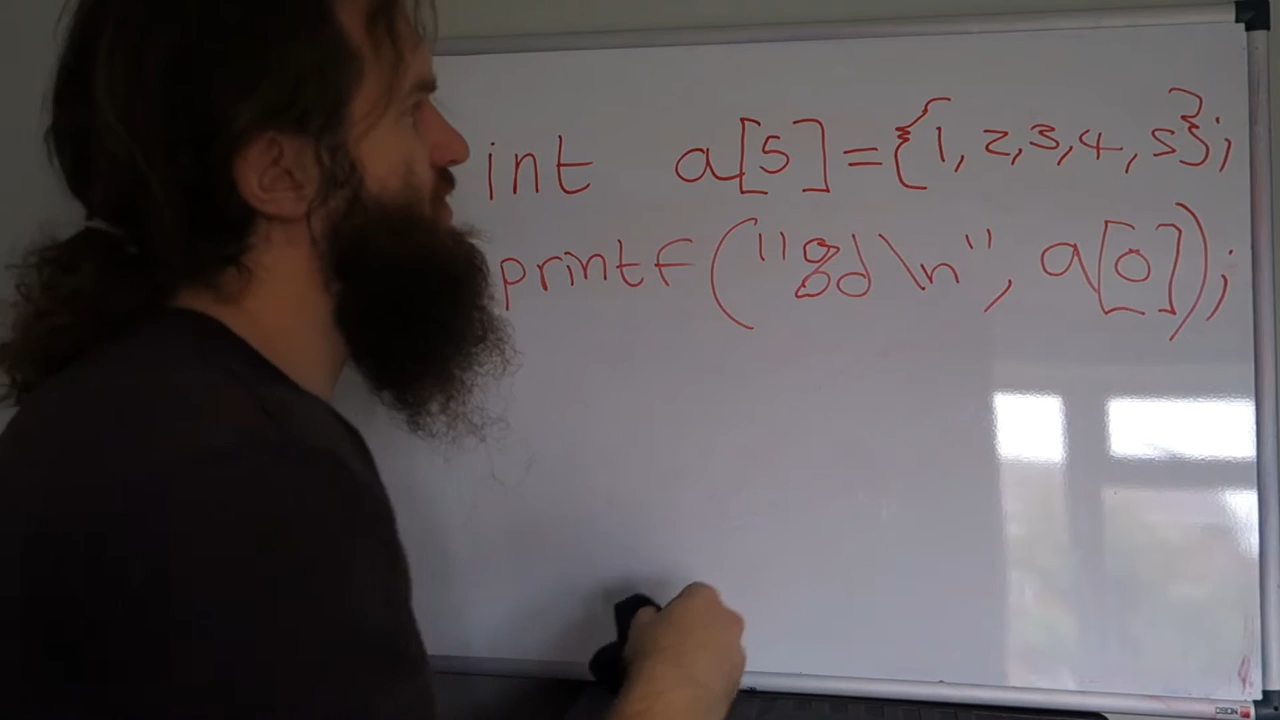 int a[5]={1,2,3,4,5};
printf("%d\n", a[0]);